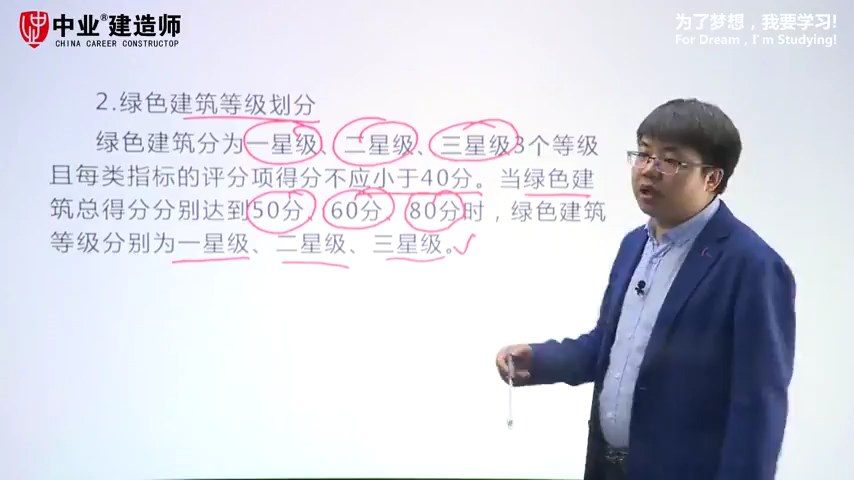 中业®建造师
CHINA CAREER CONSTRUCTOP
为了梦想，我要学习!
For Dream, I'm Studying!
2.绿色建筑等级划分
绿色建筑分为一星级、二星级、三星级3个等级
且每类指标的评分项得分不应小于40分。当绿色建
筑总得分分别达到50分、60分、80分时，绿色建筑
等级分别为一星级、二星级、三星级。